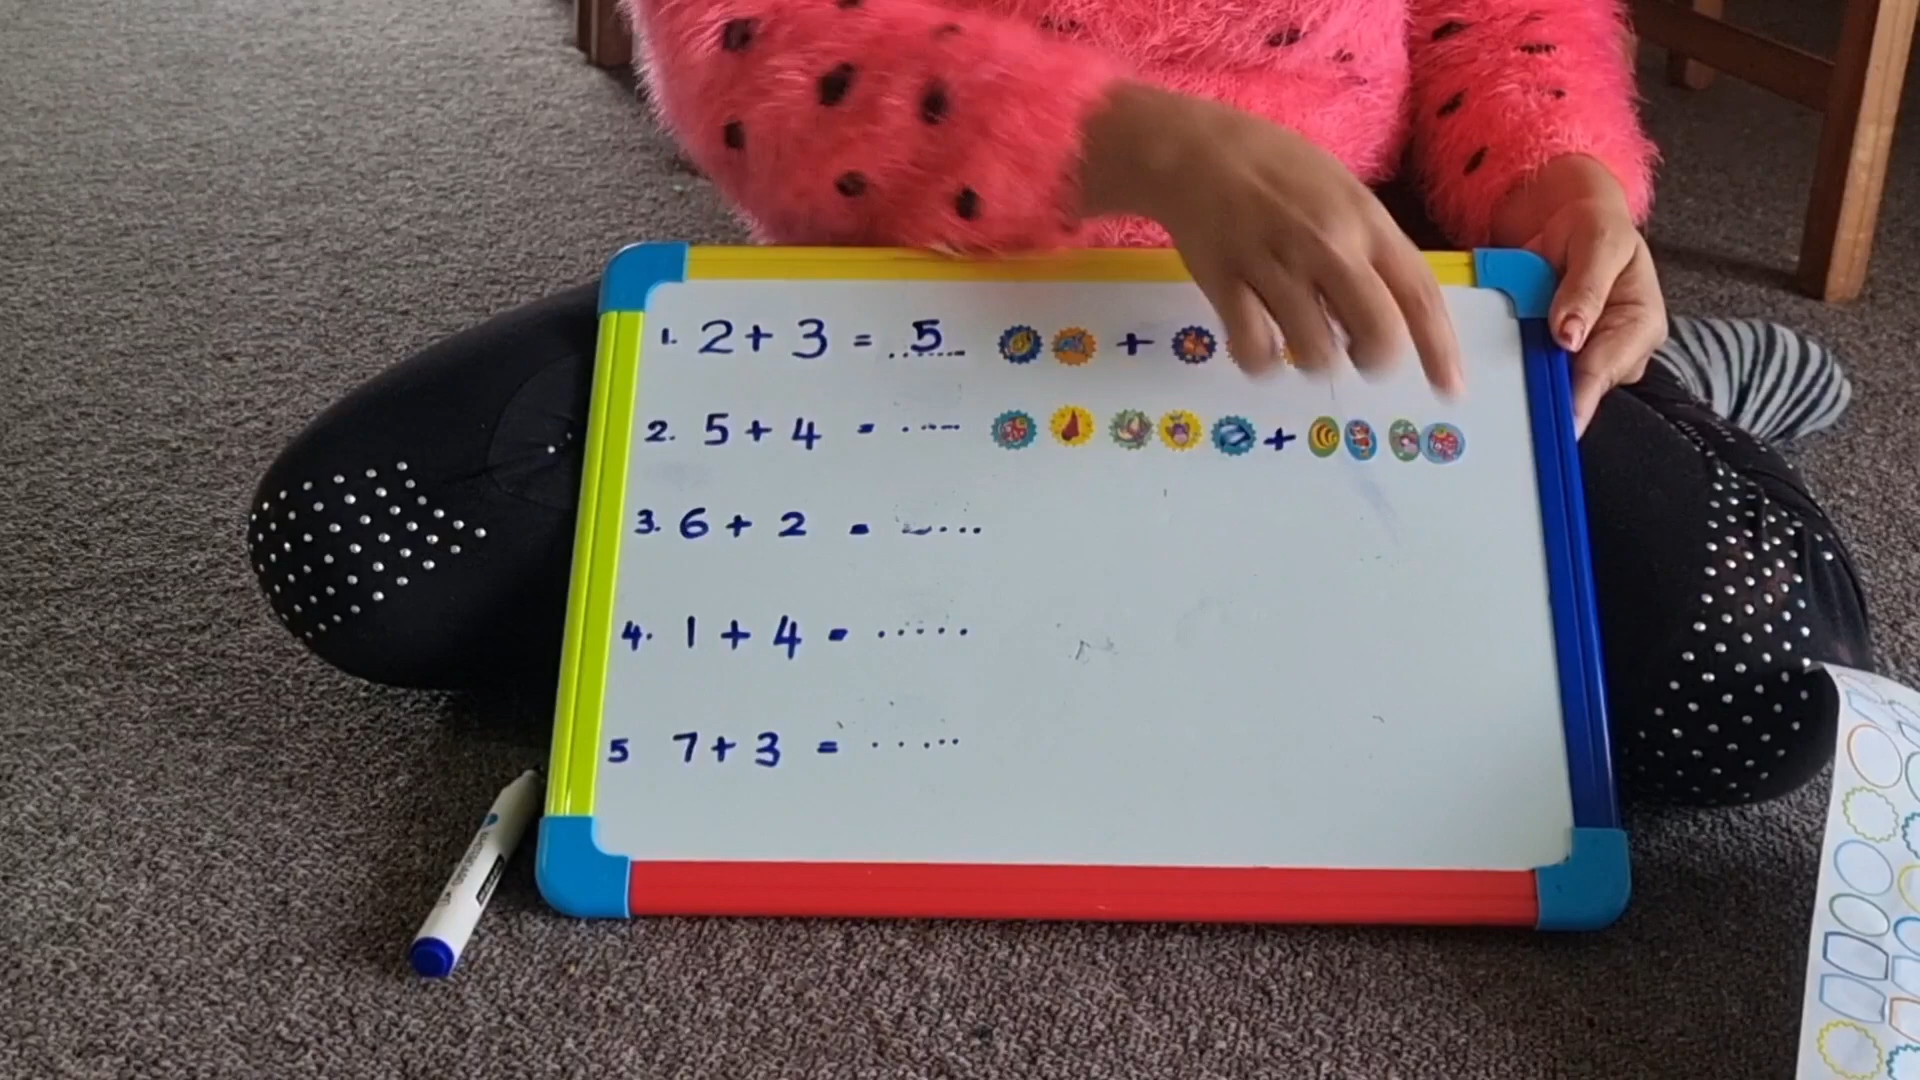 1. 2 + 3 = 5 +
2. 5 + 4 = ..... +
3. 6 + 2 = .....
4. 1 + 4 = .....
5 7 + 3 = .....